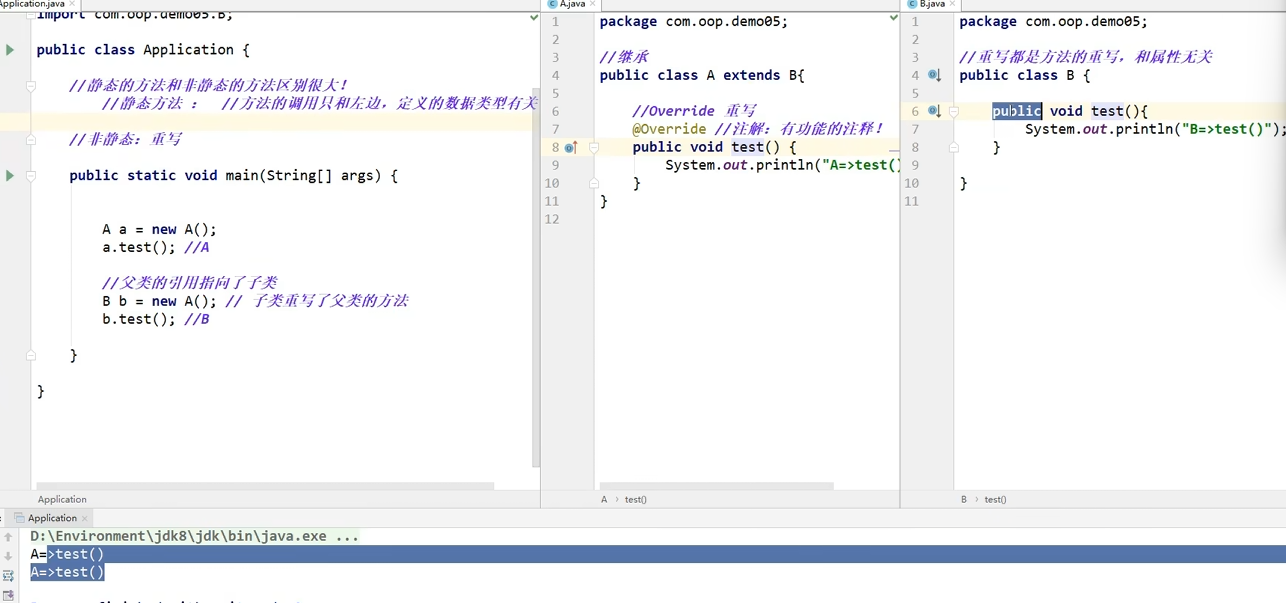 Application.java
import com.oop.demo05.B;
public class Application {
//静态的方法和非静态的方法区别很大!
//静态方法 : //方法的调用只和左边，定义的数据类型有关
//非静态: 重写
public static void main(String[] args) {
A a = new A();
a.test(); //A
//父类的引用指向了子类
B b = new A(); // 子类重写了父类的方法
b.test(); //B
}
}
Application
A.java
1 package com.oop.demo05;
2
3 //继承
4 public class A extends B{
5
6 //Override 重写
7 @Override //注解: 有功能的注释!
8 public void test() {
9 System.out.println("A=>test()
10 }
11 }
12
A › test()
B.java
1 package com.oop.demo05;
2
3 //重写都是方法的重写，和属性无关
4 public class B {
5
6 public void test(){
7 System.out.println("B=>test()");
8 }
9
10 }
11
B › test()
Application
D:\Environment\jdk8\jdk\bin\java.exe ...
A=>test()
A=>test()